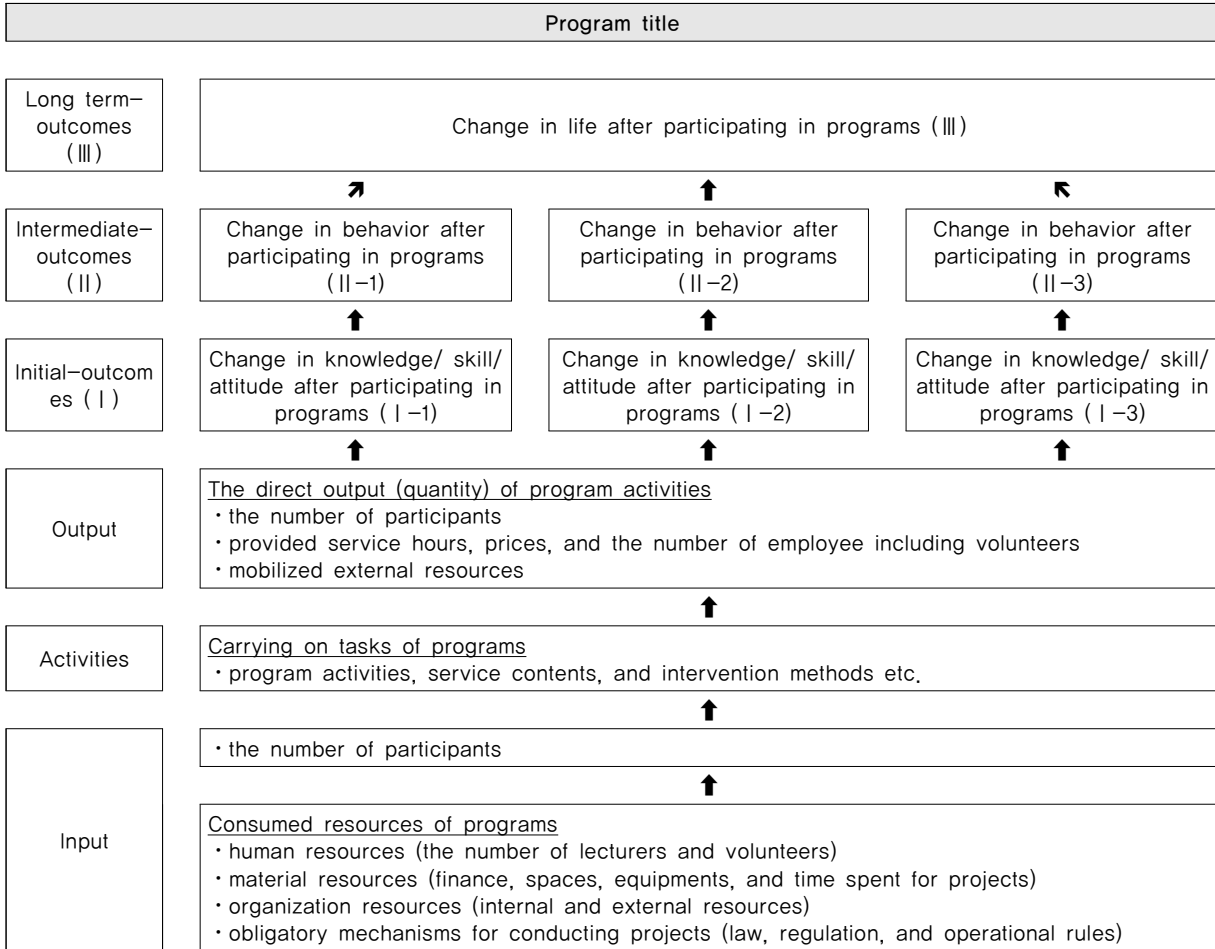 Program title
Long term-
outcomes
(Ⅲ)
Change in life after participating in programs (Ⅲ)
Intermediate-
outcomes
(Ⅱ)
Change in behavior after
participating in programs
(Ⅱ-1)
Change in behavior after
participating in programs
(Ⅱ-2)
Change in behavior after
participating in programs
(Ⅱ-3)
Initial-outcom
es (Ⅰ)
Change in knowledge/ skill/
attitude after participating in
programs (Ⅰ-1)
Change in knowledge/ skill/
attitude after participating in
programs (Ⅰ-2)
Change in knowledge/ skill/
attitude after participating in
programs (Ⅰ-3)
Output
The direct output (quantity) of program activities
· the number of participants
· provided service hours, prices, and the number of employee including volunteers
· mobilized external resources
Activities
Carrying on tasks of programs
· program activities, service contents, and intervention methods etc.
Input
· the number of participants
Consumed resources of programs
· human resources (the number of lecturers and volunteers)
· material resources (finance, spaces, equipments, and time spent for projects)
· organization resources (internal and external resources)
· obligatory mechanisms for conducting projects (law, regulation, and operational rules)